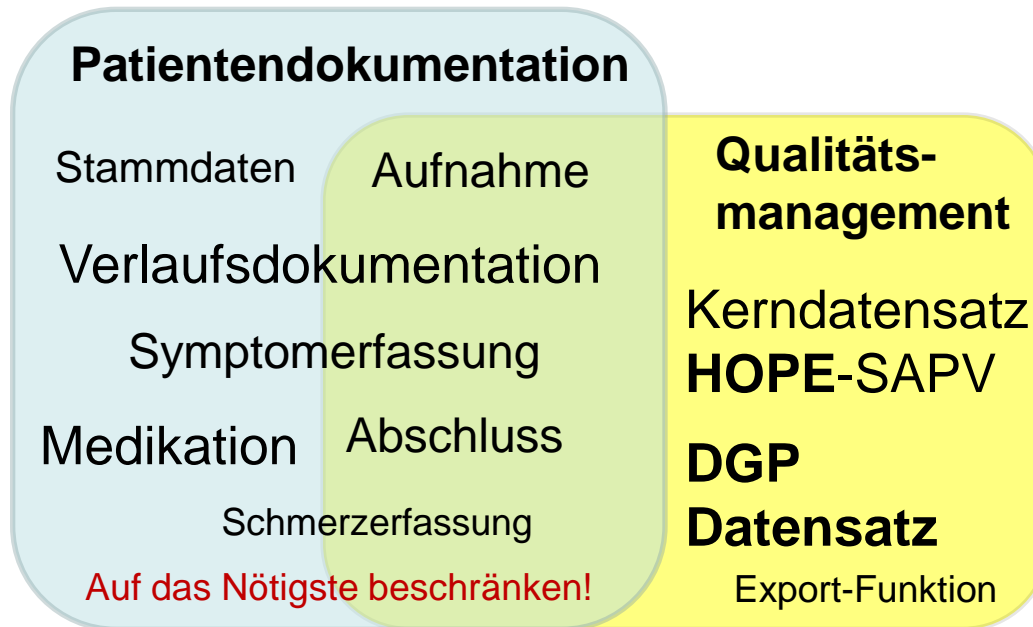 Patientendokumentation
Stammdaten
Aufnahme
Verlaufsdokumentation
Symptomerfassung
Medikation
Abschluss
Schmerzerfassung
Auf das Nötigste beschränken!
Qualitäts-
management
Kerndatensatz
HOPE-SAPV
DGP
Datensatz
Export-Funktion